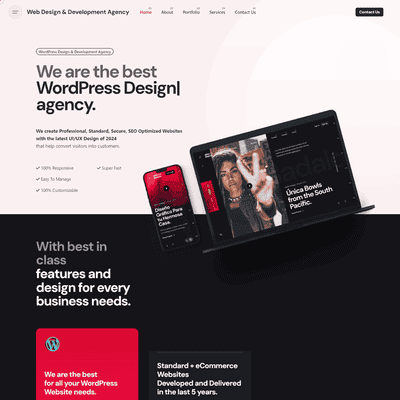 Web Design & Development Agency
Home
About
Portfolio
Services
Contact Us
Contact Us
WordPress Design & Development Agency
We are the best
WordPress Design|
agency.
We create Professional, Standard, Secure, SEO Optimized Websites
with the latest UI/UX Design of 2024
that help convert visitors into customers.
100% Responsive
Super Fast
Easy To Manage
100% Customizable
Diseño
Gráfico Para
tu Hermosa
Casa.
Única Bowls
from the South
Pacific.
With best in
class
features and
design for every
business needs.
We are the best
for all your WordPress
Website needs.
Standard + eCommerce
Websites
Developed and Delivered
in the last 5 years.